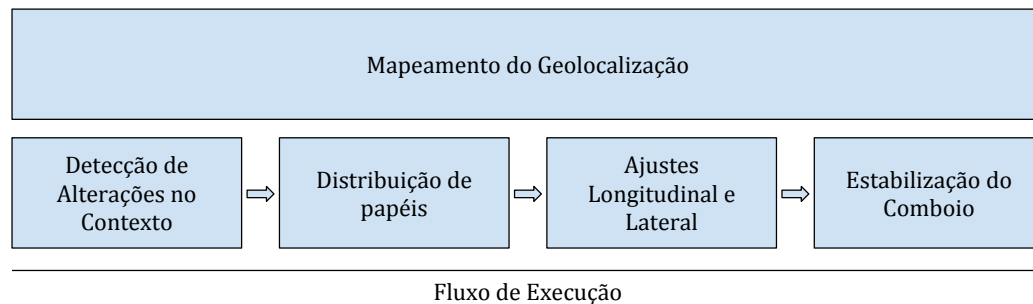 Mapeamento do Geolocalização
Detecção de
Alterações no
Contexto
Distribuição de
papéis
Ajustes
Longitudinal e
Lateral
Estabilização do
Comboio
Fluxo de Execução